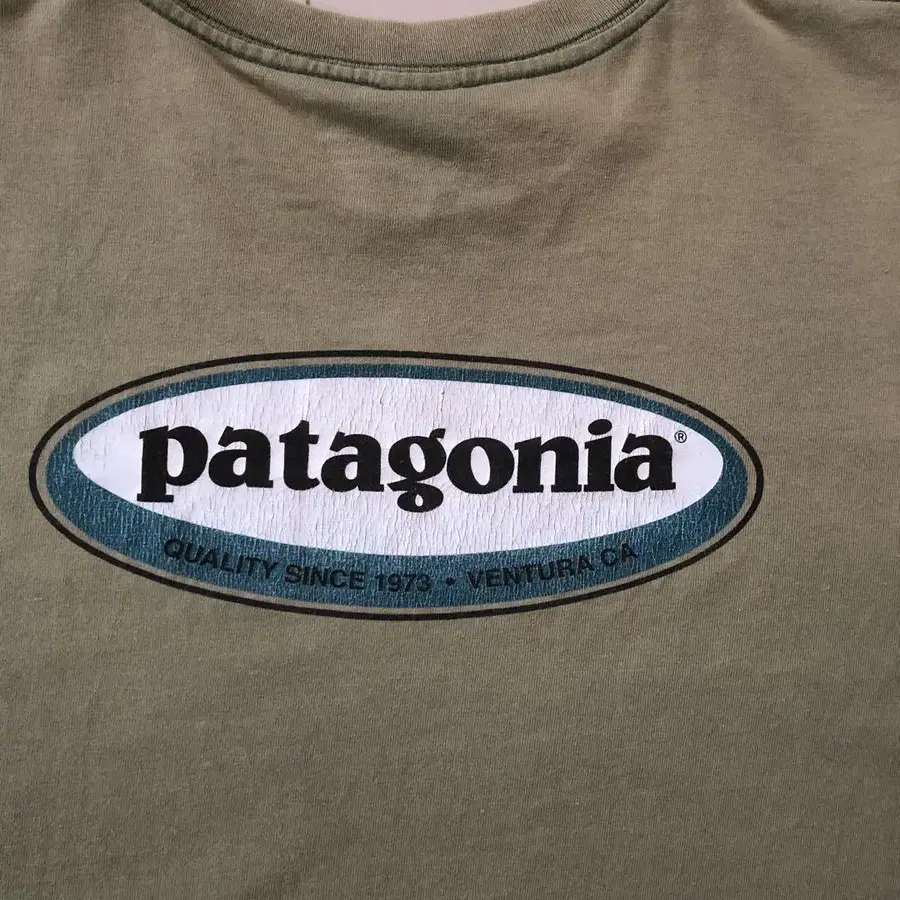 patagonia®
QUALITY SINCE 1973 • VENTURA CA